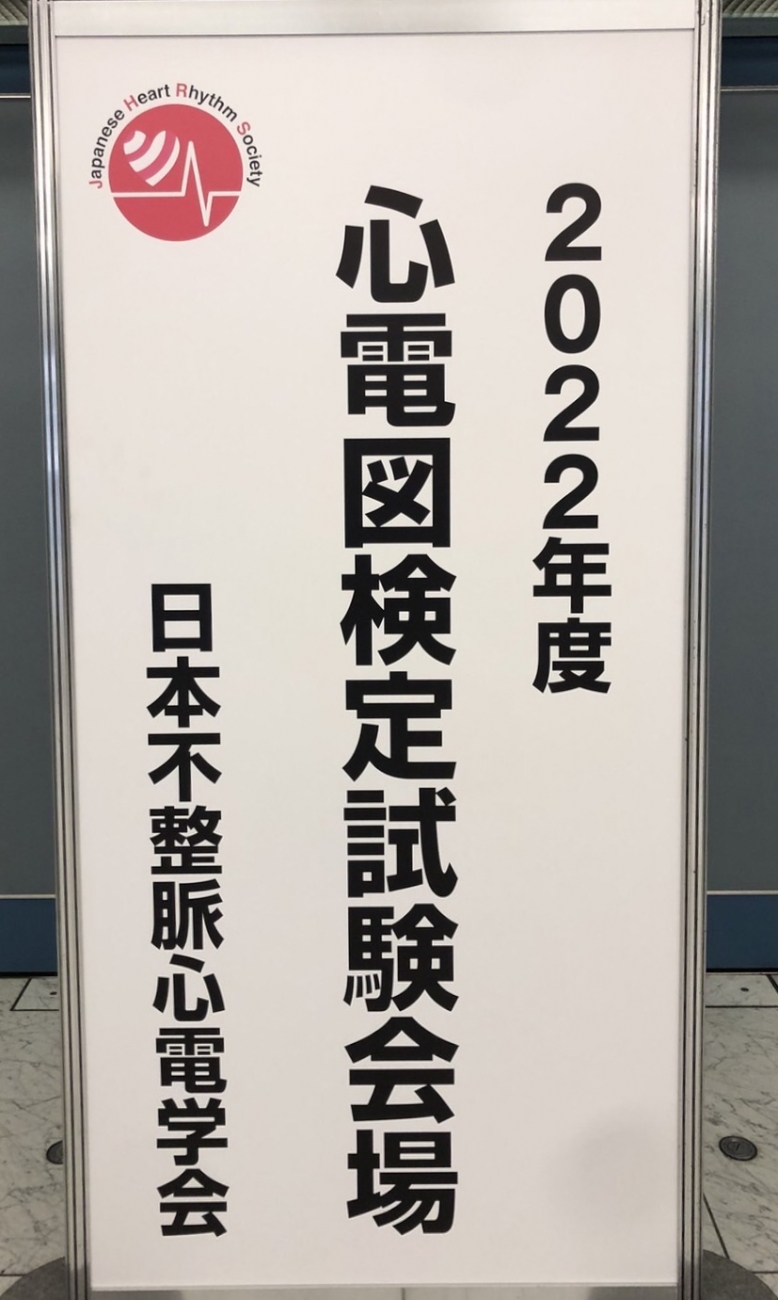 Japanese Heart Rhythm Society
2022年度
心電図検定試験会場
日本不整脈心電学会